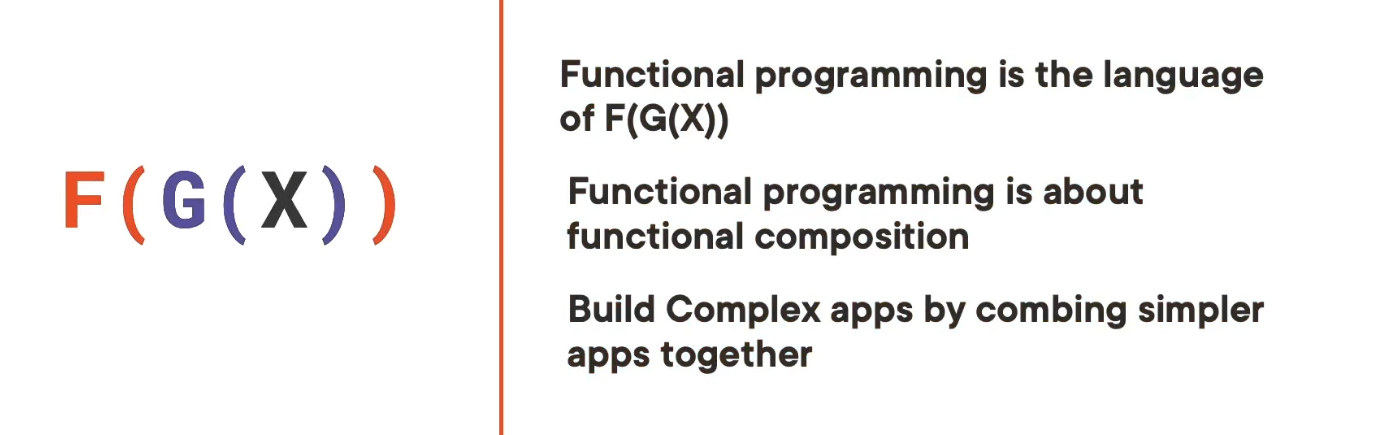 F(G(X))
Functional programming is the language
of F(G(X))
Functional programming is about
functional composition
Build Complex apps by combing simpler
apps together